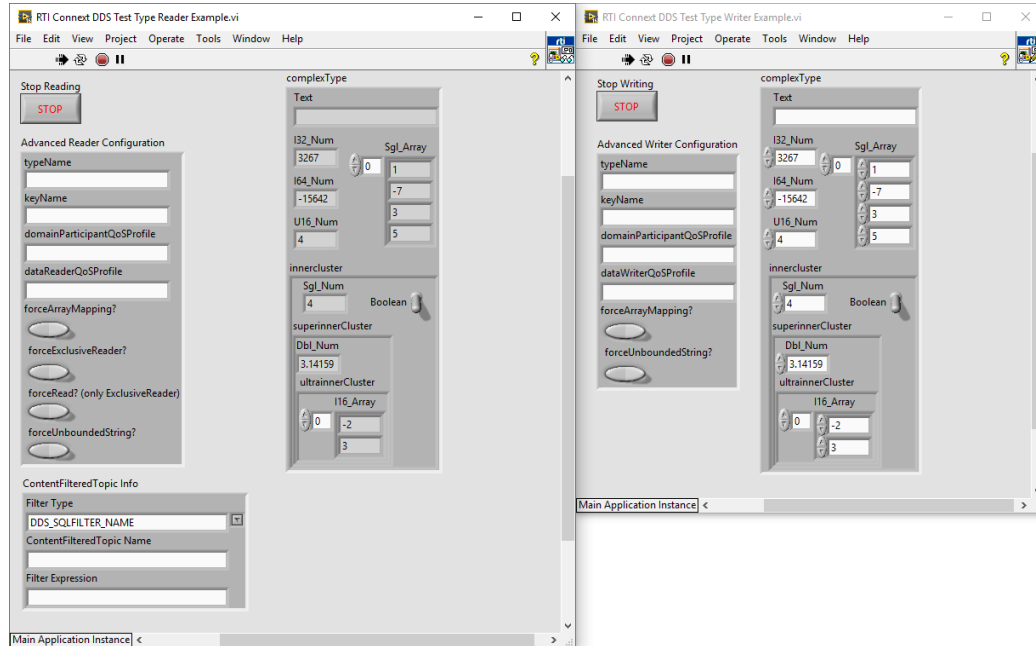 RTI Connext DDS Test Type Reader Example.vi
File Edit View Project Operate Tools Window Help
Stop Reading
STOP
Advanced Reader Configuration
typeName
keyName
domainParticipantQoSProfile
dataReaderQoSProfile
forceArrayMapping?
forceExclusiveReader?
forceRead? (only ExclusiveReader)
forceUnboundedString?
ContentFilteredTopic Info
Filter Type
DDS_SQLFILTER_NAME
ContentFilteredTopic Name
Filter Expression
complexType
Text
I32_Num
3267
I64_Num
-15642
U16_Num
4
Sgl_Array
0
1
-7
3
5
innercluster
Sgl_Num
4
Boolean
superinnerCluster
Dbl_Num
3.14159
ultrainnerCluster
I16_Array
0
-2
3
Main Application Instance
RTI Connext DDS Test Type Writer Example.vi
File Edit View Project Operate Tools Window Help
Stop Writing
STOP
Advanced Writer Configuration
typeName
keyName
domainParticipantQoSProfile
dataWriterQoSProfile
forceArrayMapping?
forceUnboundedString?
complexType
Text
I32_Num
3267
I64_Num
-15642
U16_Num
4
Sgl_Array
0
1
-7
3
5
innercluster
Sgl_Num
4
Boolean
superinnerCluster
Dbl_Num
3.14159
ultrainnerCluster
I16_Array
0
-2
3
Main Application Instance